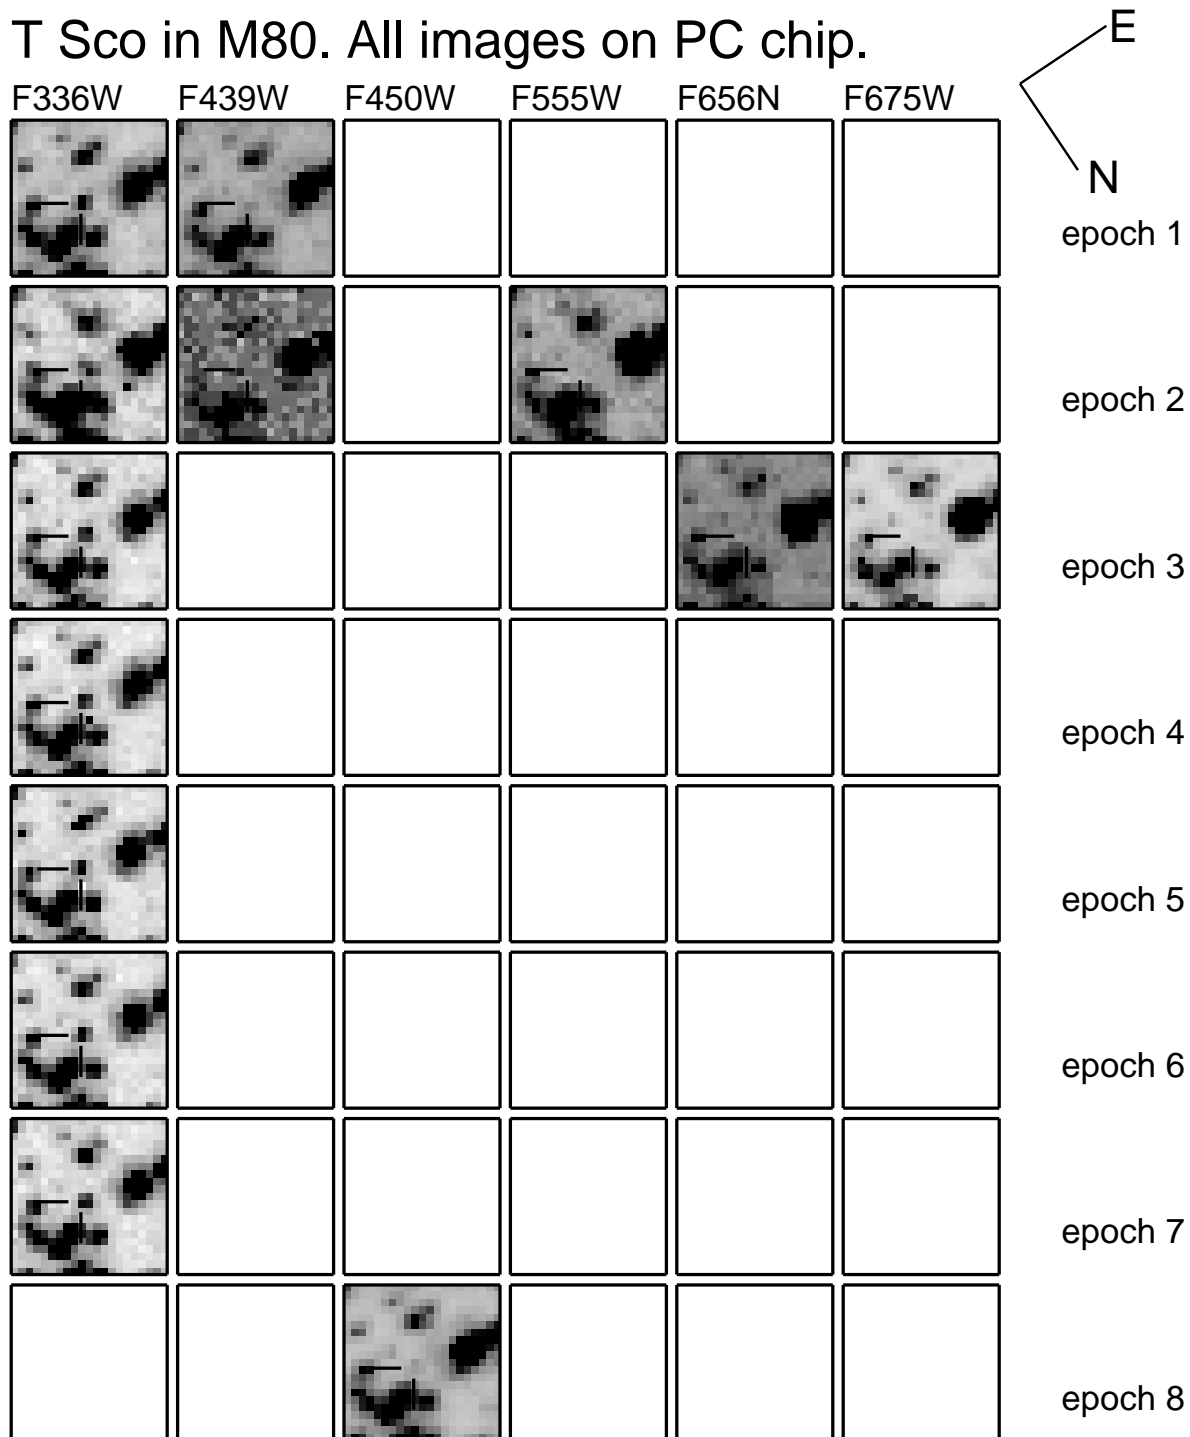 T Sco in M80. All images on PC chip.
E
N
F336W F439W F450W F555W F656N F675W
epoch 1
epoch 2
epoch 3
epoch 4
epoch 5
epoch 6
epoch 7
epoch 8